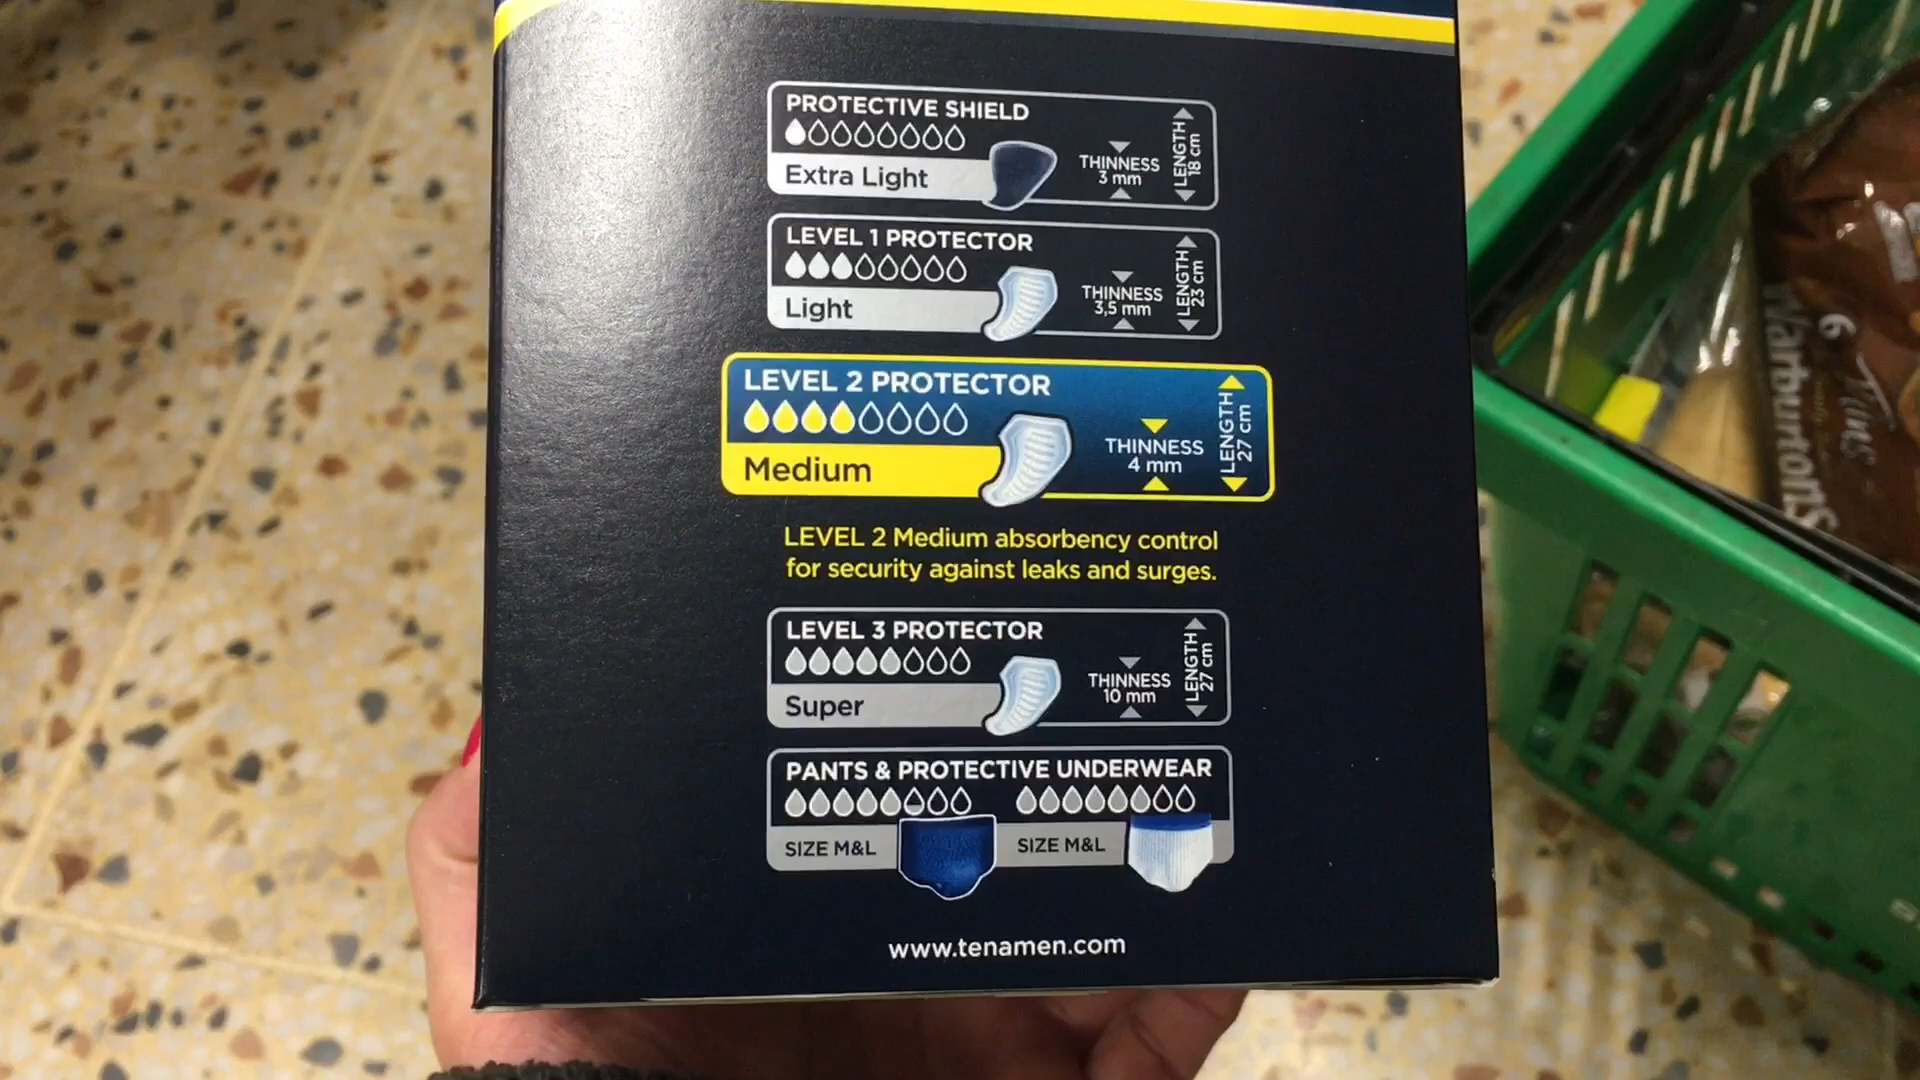 PROTECTIVE SHIELD
Extra Light
THINNESS
3 mm
LENGTH
18 cm
LEVEL 1 PROTECTOR
Light
THINNESS
3,5 mm
LENGTH
23 cm
LEVEL 2 PROTECTOR
Medium
THINNESS
4 mm
LENGTH
27 cm
LEVEL 2 Medium absorbency control
for security against leaks and surges.
LEVEL 3 PROTECTOR
Super
THINNESS
10 mm
LENGTH
27 cm
PANTS & PROTECTIVE UNDERWEAR
SIZE M&L
SIZE M&L
www.tenamen.com
6
Warburtons